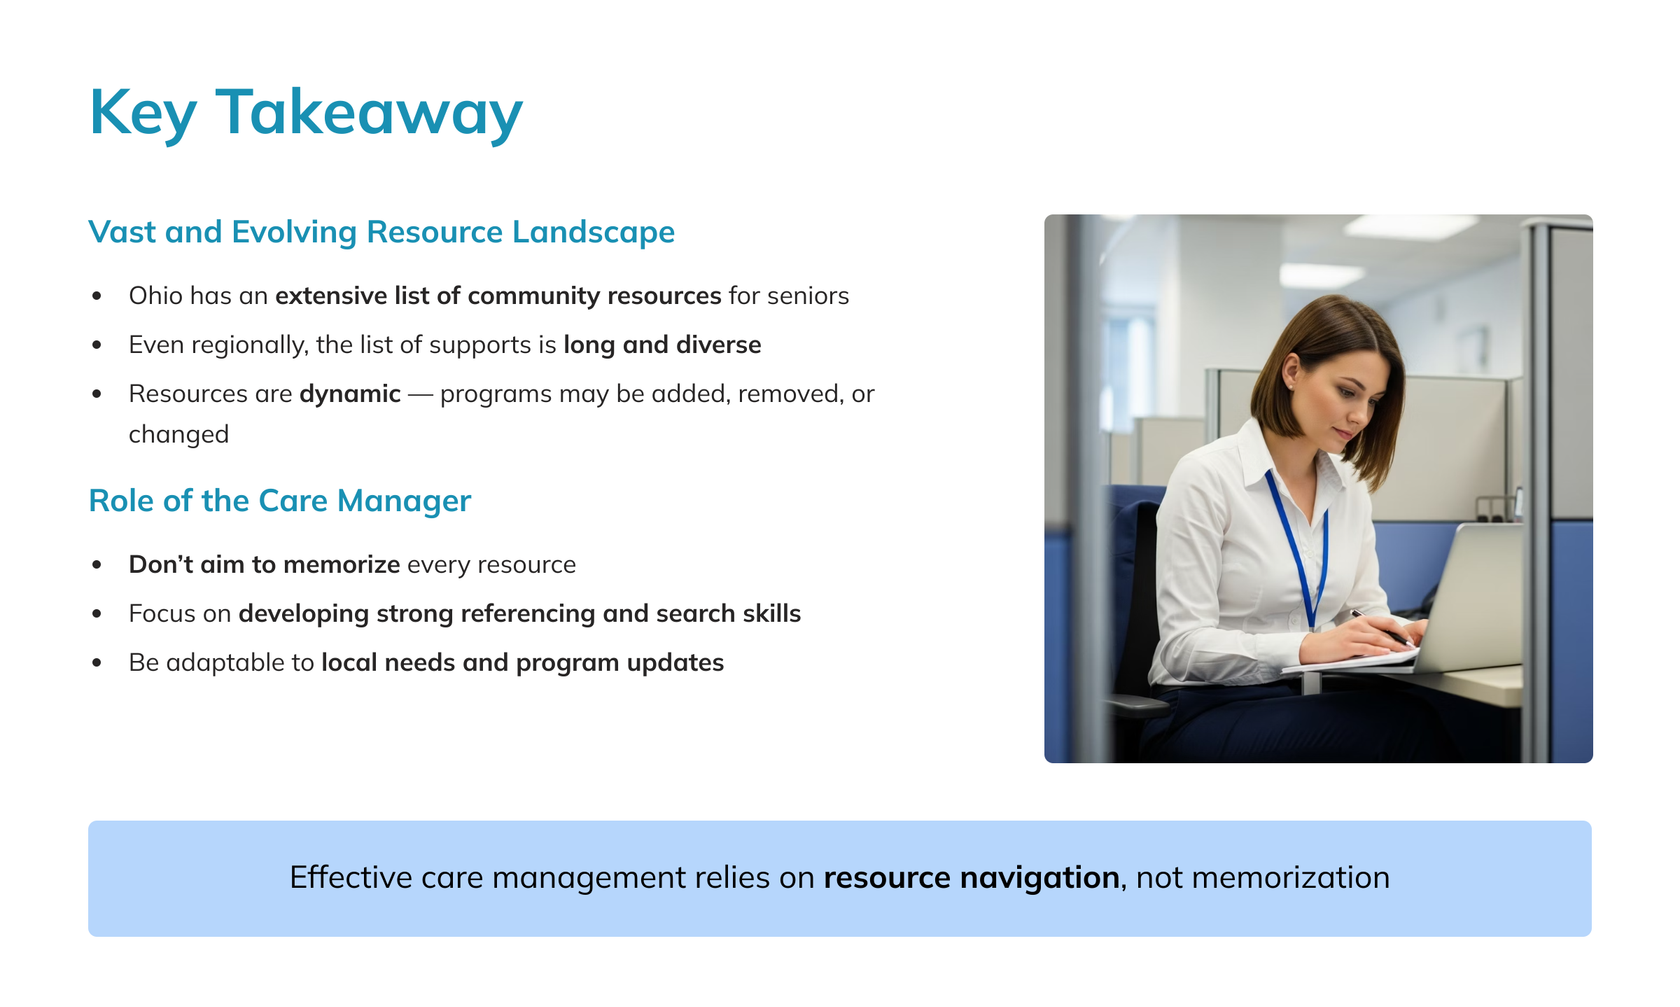 Key Takeaway
Vast and Evolving Resource Landscape
• Ohio has an extensive list of community resources for seniors
• Even regionally, the list of supports is long and diverse
• Resources are dynamic — programs may be added, removed, or
changed
Role of the Care Manager
• Don’t aim to memorize every resource
• Focus on developing strong referencing and search skills
• Be adaptable to local needs and program updates
Effective care management relies on resource navigation, not memorization